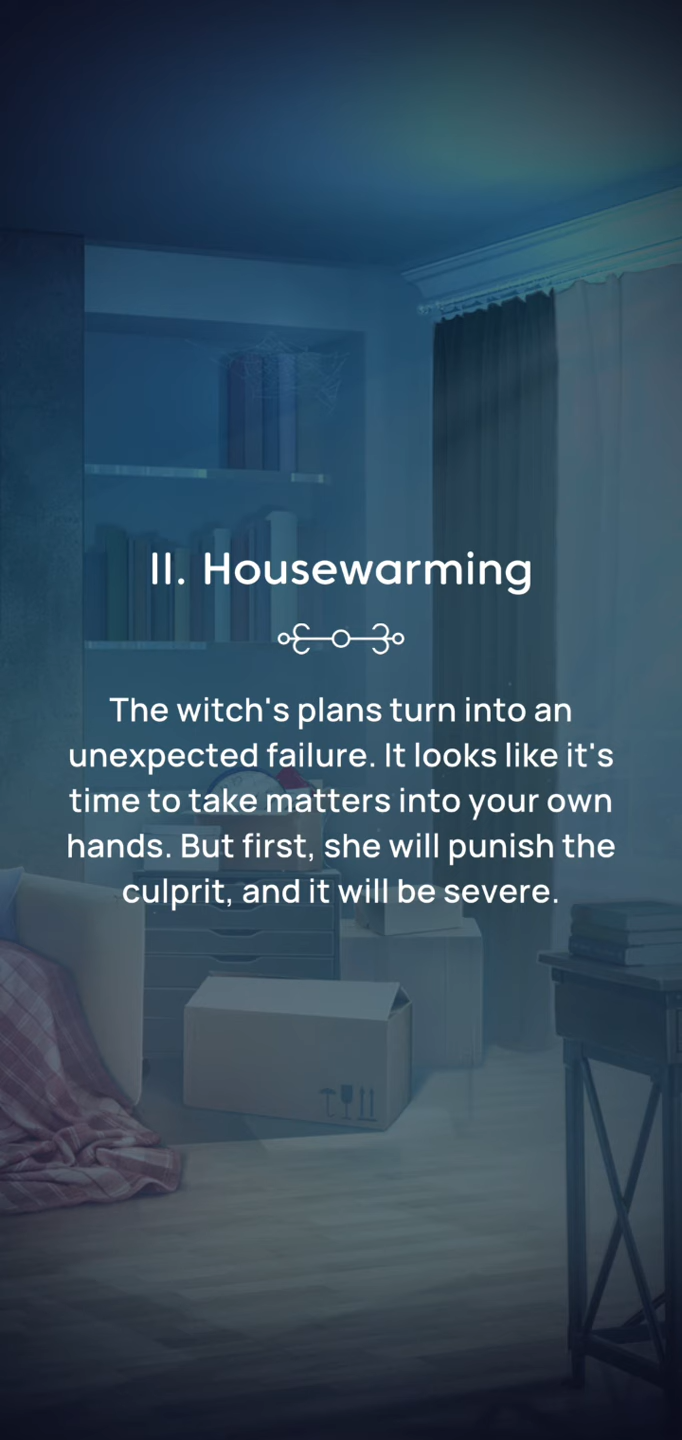 II. Housewarming
The witch's plans turn into an
unexpected failure. It looks like it's
time to take matters into your own
hands. But first, she will punish the
culprit, and it will be severe.